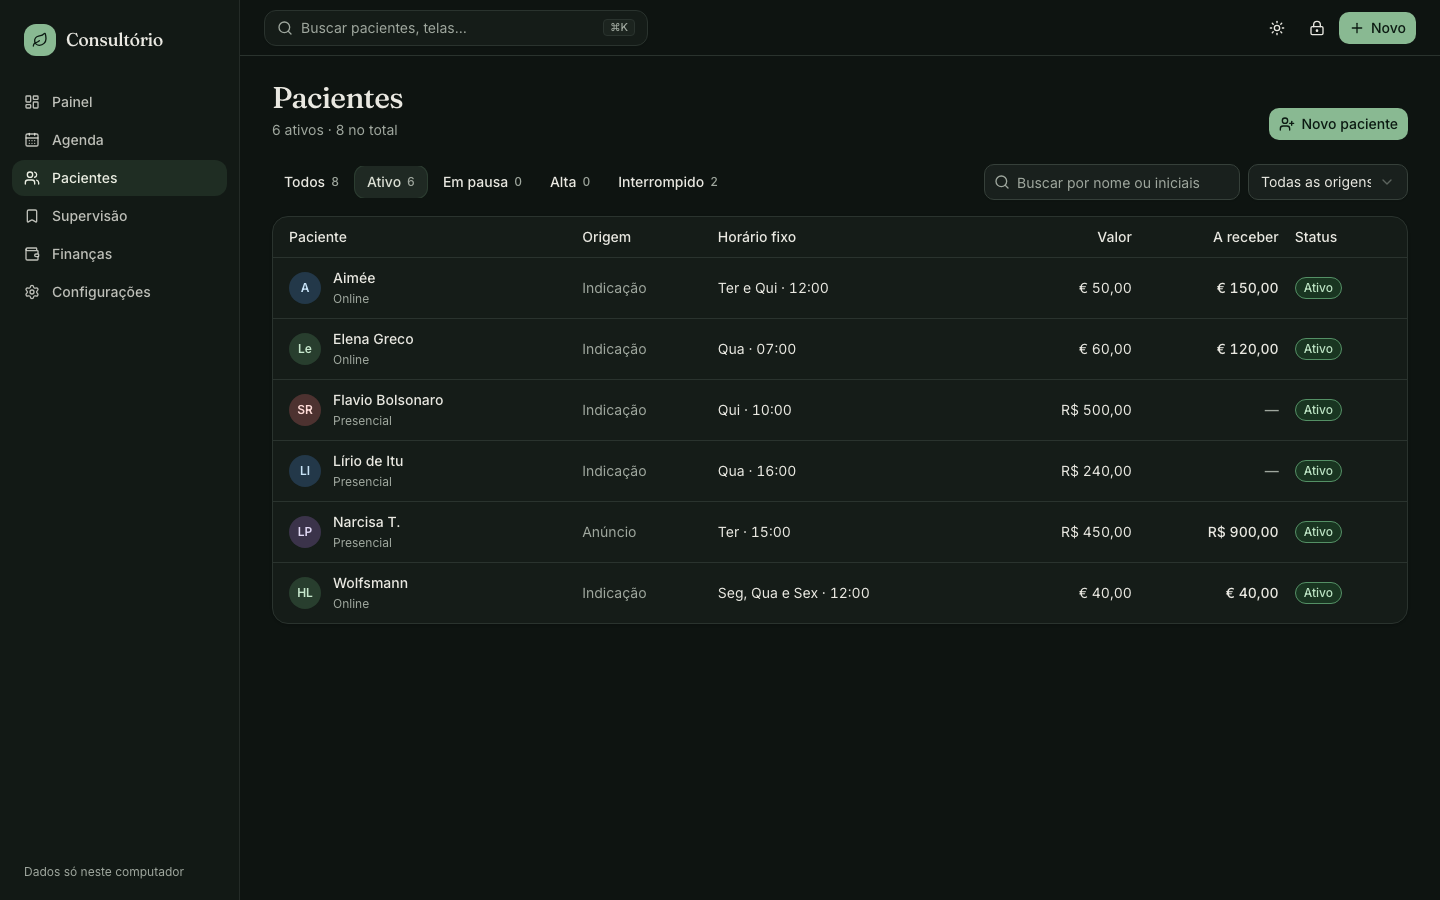 Consultório
Buscar pacientes, telas...
⌘K
Novo
Painel
Agenda
Pacientes
Supervisão
Finanças
Configurações
Dados só neste computador
Pacientes
6 ativos · 8 no total
Novo paciente
Todos 8 Ativo 6 Em pausa 0 Alta 0 Interrompido 2
Buscar por nome ou iniciais
Todas as origens
Paciente Origem Horário fixo Valor A receber Status
A Aimée Indicação Ter e Qui · 12:00 € 50,00 € 150,00 Ativo
Online
Le Elena Greco Indicação Qua · 07:00 € 60,00 € 120,00 Ativo
Online
SR Flavio Bolsonaro Indicação Qui · 10:00 R$ 500,00 — Ativo
Presencial
LI Lírio de Itu Indicação Qua · 16:00 R$ 240,00 — Ativo
Presencial
LP Narcisa T. Anúncio Ter · 15:00 R$ 450,00 R$ 900,00 Ativo
Presencial
HL Wolfsmann Indicação Seg, Qua e Sex · 12:00 € 40,00 € 40,00 Ativo
Online